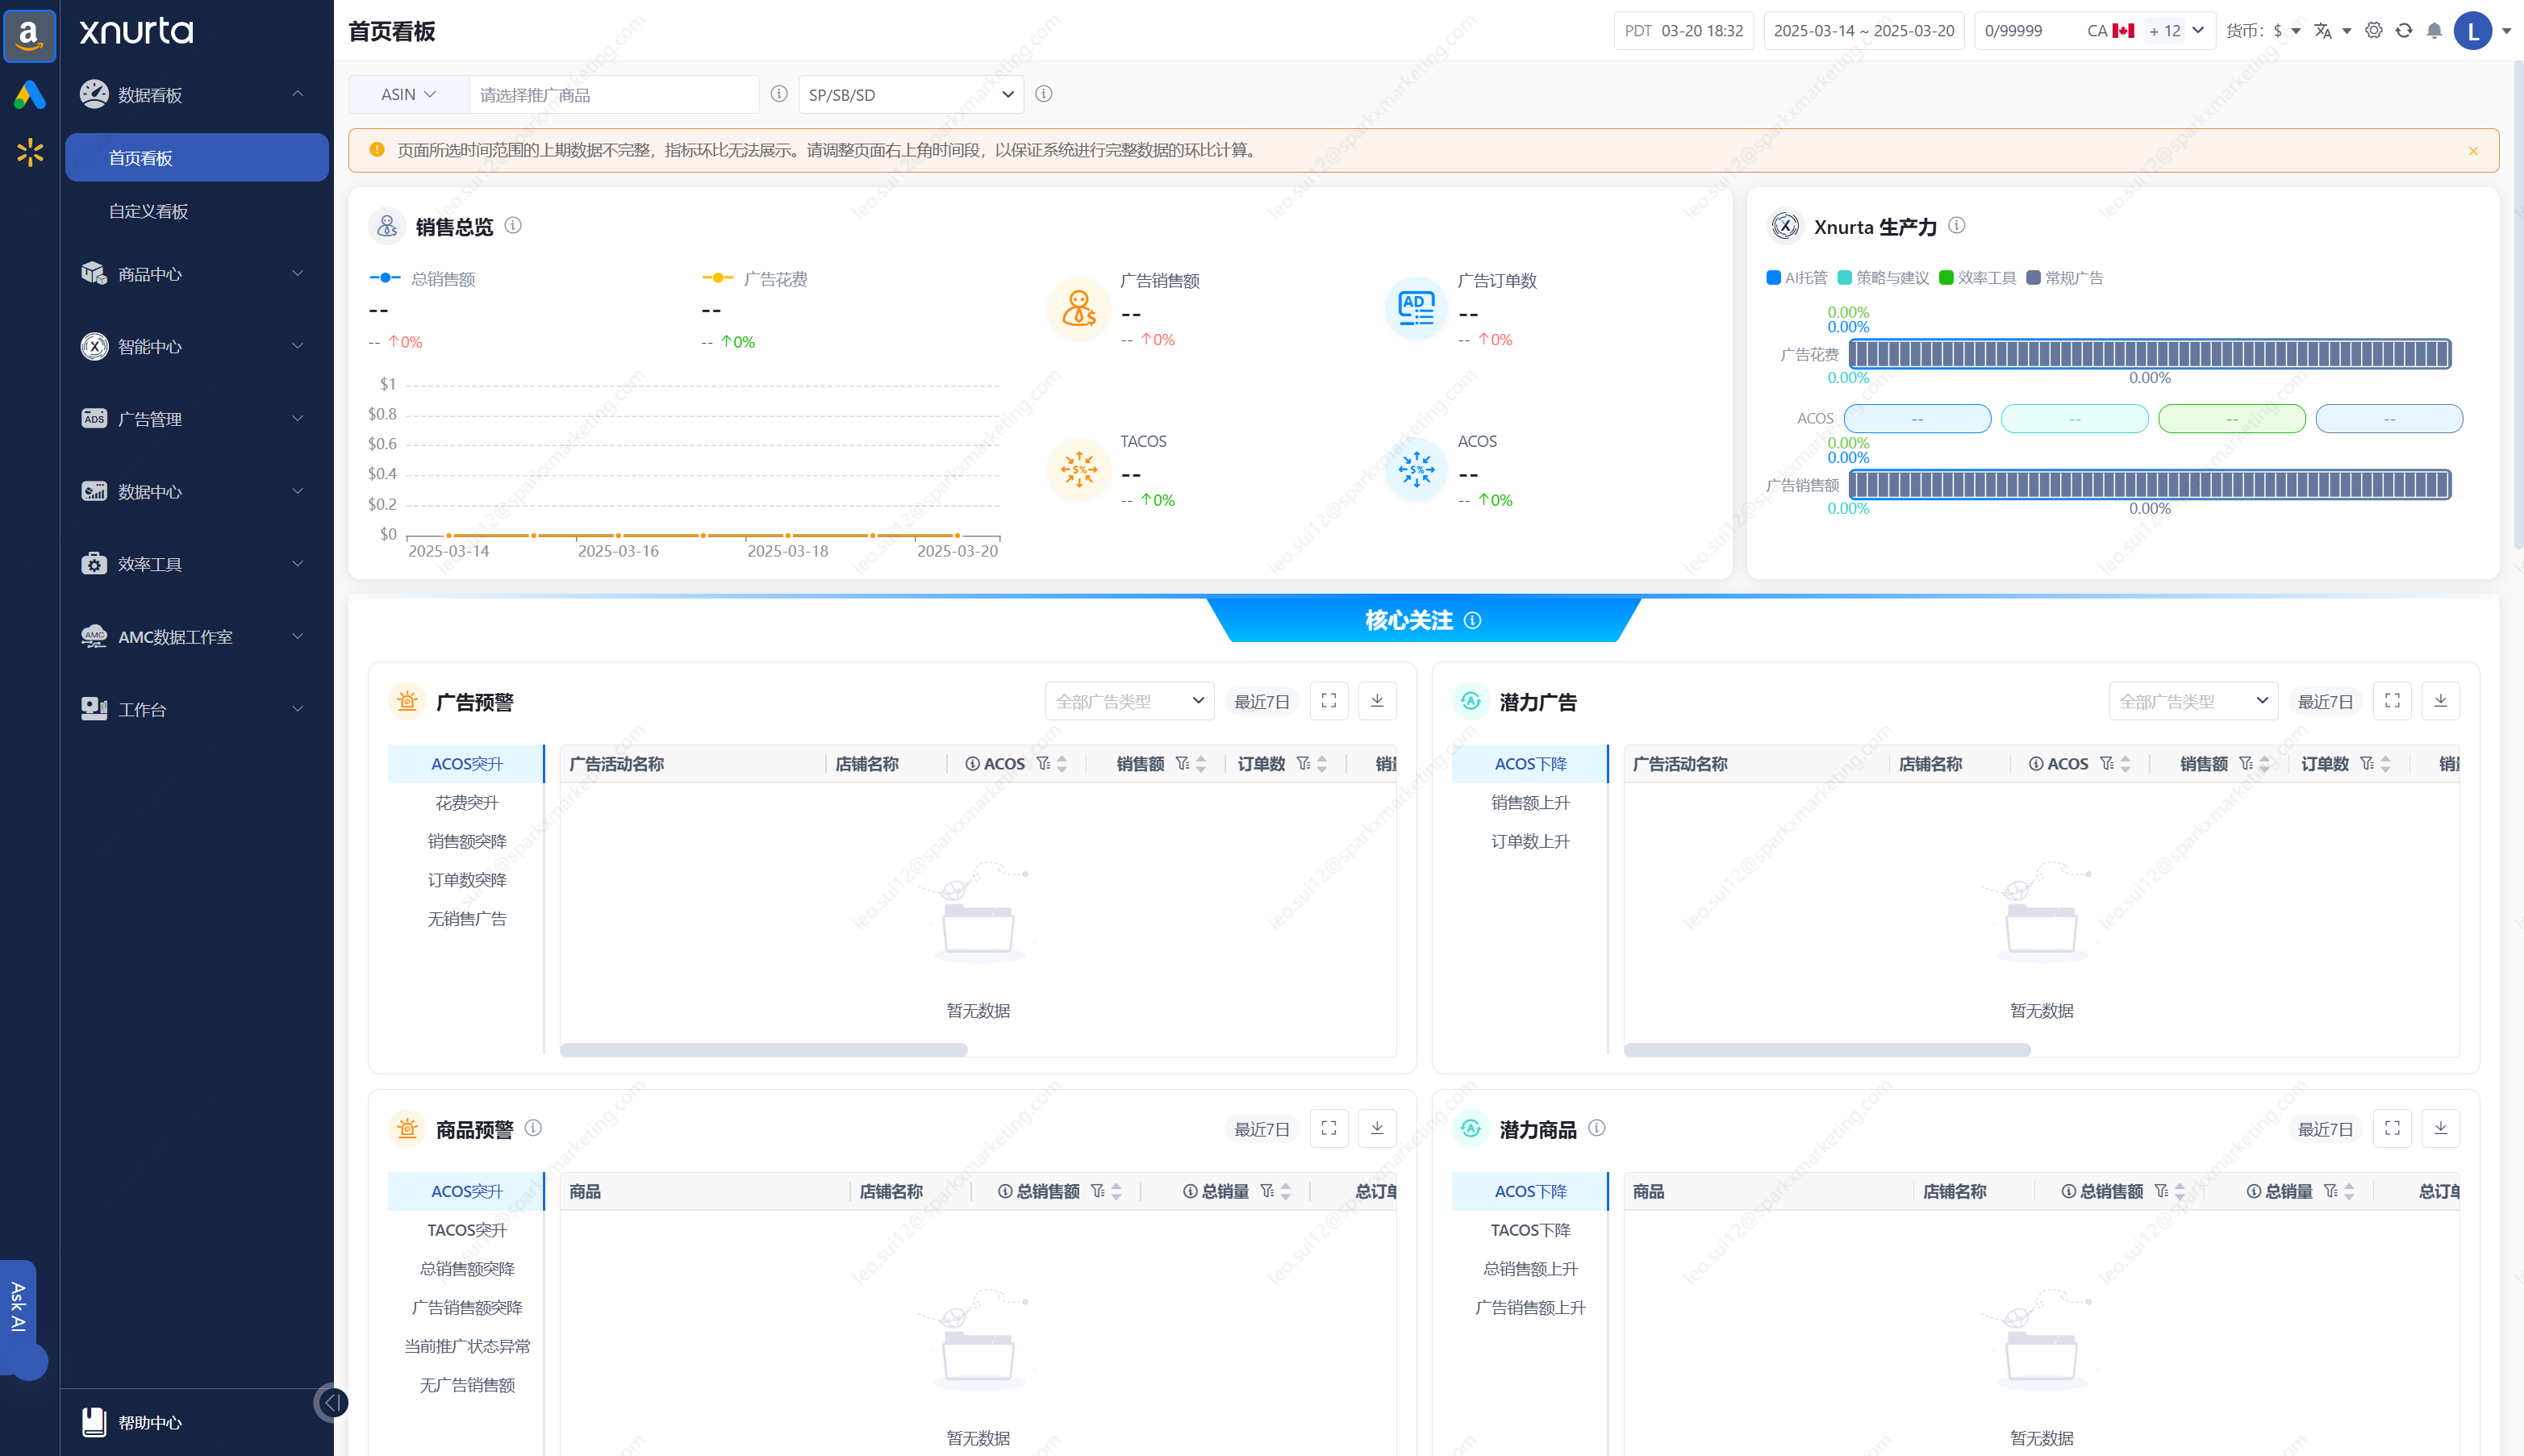 xnurta
首页看板
PDT 03-20 18:32
2025-03-14 ~ 2025-03-20
0/99999 CA + 12
货币: $
L
数据看板
首页看板
自定义看板
商品中心
智能中心
ADS 广告管理
数据中心
效率工具
AMC AMC数据工作室
工作台
Ask AI
帮助中心
ASIN 请选择推广商品
SP/SB/SD
页面所选时间范围的上期数据不完整，指标环比无法展示。请调整页面右上角时间段，以保证系统进行完整数据的环比计算。
销售总览
总销售额
--
-- ↑0%
广告花费
--
-- ↑0%
$1
$0.8
$0.6
$0.4
$0.2
$0
2025-03-14 2025-03-16 2025-03-18 2025-03-20
广告销售额
--
-- ↑0%
AD 广告订单数
--
-- ↑0%
TACOS
$%
--
-- ↑0%
ACOS
$%
--
-- ↑0%
Xnurta 生产力
AI托管 策略与建议 效率工具 常规广告
0.00%
0.00%
广告花费
0.00% 0.00%
ACOS -- -- -- --
0.00%
0.00%
广告销售额
0.00% 0.00%
核心关注
广告预警
全部广告类型 最近7日
ACOS突升
花费突升
销售额突降
订单数突降
无销售广告
广告活动名称 店铺名称 ACOS 销售额 订单数
暂无数据
潜力广告
全部广告类型 最近7日
ACOS下降
销售额上升
订单数上升
广告活动名称 店铺名称 ACOS 销售额 订单数
暂无数据
商品预警
最近7日
ACOS突升
TACOS突升
总销售额突降
广告销售额突降
当前推广状态异常
无广告销售额
商品 店铺名称 总销售额 总销量 总订单
暂无数据
潜力商品
最近7日
ACOS下降
TACOS下降
总销售额上升
广告销售额上升
商品 店铺名称 总销售额 总销量 总订单
暂无数据
leo.sui12@sparkxmarketing.com